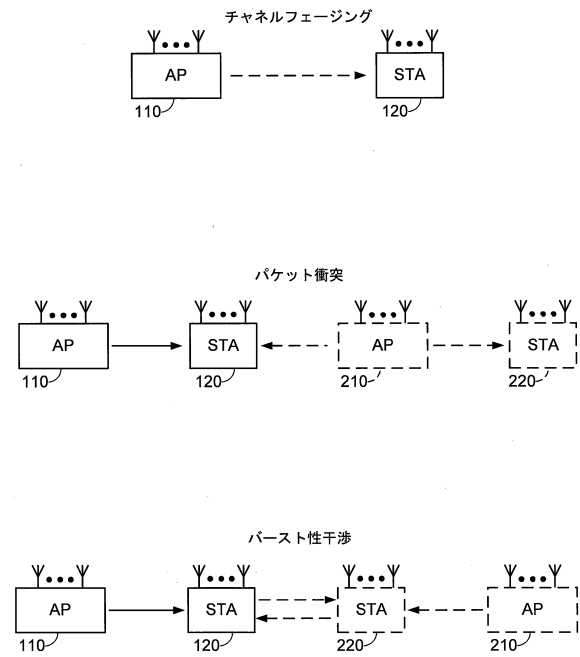 チャネルフェージング
AP STA
110 120
パケット衝突
AP STA AP STA
110 120 210 220
バースト性干渉
AP STA STA AP
110 120 220 210